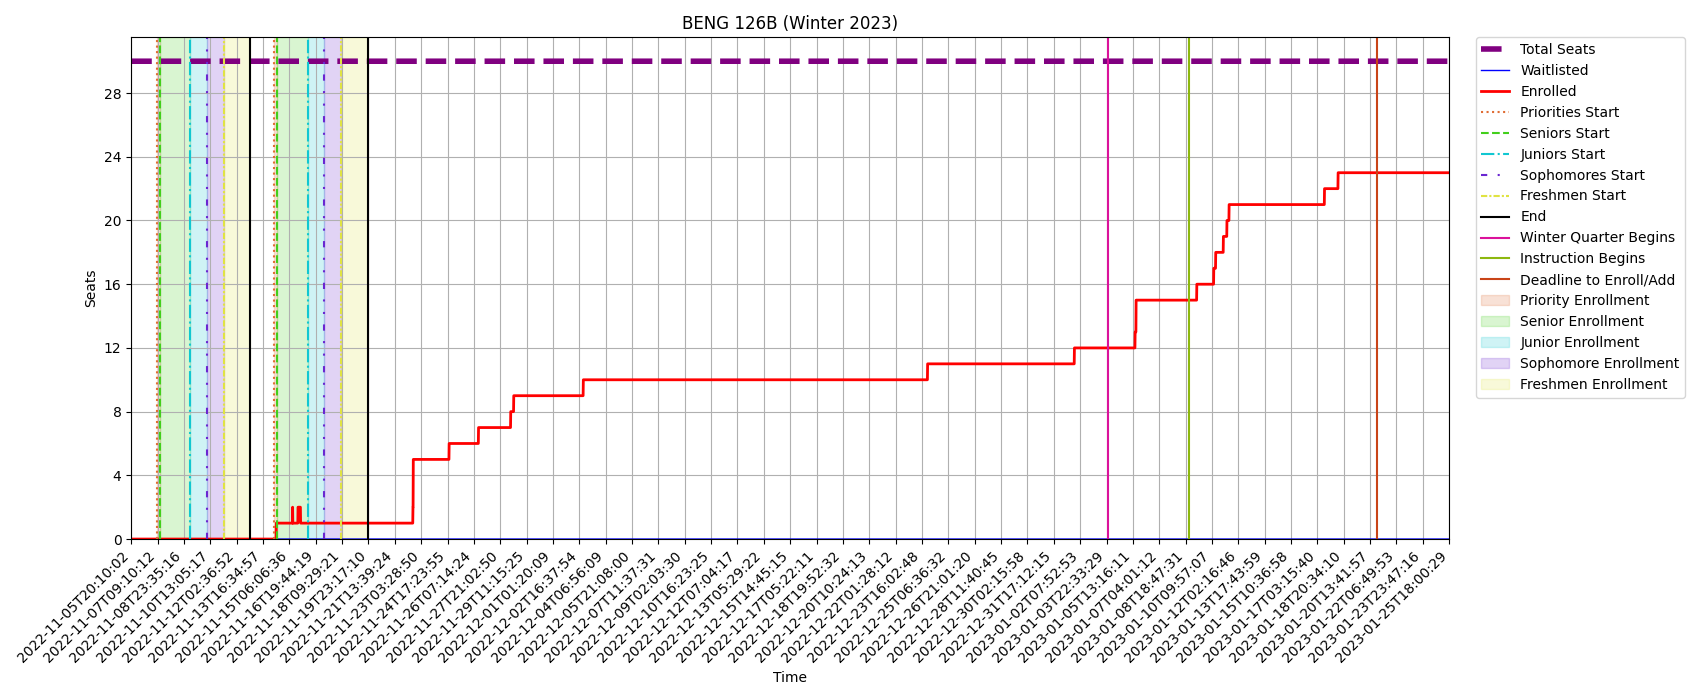 BENG 126B (Winter 2023)
Seats
28
24
20
16
12
8
4
0
2022-11-05T20:10:02
2022-11-07T09:10:12
2022-11-08T23:35:16
2022-11-10T13:05:17
2022-11-12T02:36:52
2022-11-13T16:34:57
2022-11-15T06:06:36
2022-11-16T19:44:19
2022-11-18T09:29:21
2022-11-19T23:17:10
2022-11-21T13:39:24
2022-11-23T03:28:50
2022-11-24T17:23:55
2022-11-26T07:14:24
2022-11-27T21:02:50
2022-11-29T11:15:25
2022-12-01T01:20:09
2022-12-02T16:37:54
2022-12-04T06:56:09
2022-12-05T21:08:00
2022-12-07T11:37:31
2022-12-09T02:03:30
2022-12-10T16:23:25
2022-12-12T07:04:17
2022-12-13T05:29:22
2022-12-15T14:45:15
2022-12-17T05:22:11
2022-12-18T19:52:32
2022-12-20T10:24:13
2022-12-22T01:28:12
2022-12-23T16:02:48
2022-12-25T06:36:32
2022-12-26T21:01:20
2022-12-28T11:40:45
2022-12-30T02:15:58
2022-12-31T17:12:15
2023-01-02T07:52:53
2023-01-03T22:33:29
2023-01-05T13:16:11
2023-01-07T04:01:12
2023-01-08T18:47:31
2023-01-10T09:57:07
2023-01-12T02:16:46
2023-01-13T17:43:59
2023-01-15T10:36:58
2023-01-17T03:15:40
2023-01-18T20:34:10
2023-01-20T13:41:57
2023-01-22T06:49:53
2023-01-23T23:47:16
2023-01-25T18:00:29
Time
Total Seats
Waitlisted
Enrolled
Priorities Start
Seniors Start
Juniors Start
Sophomores Start
Freshmen Start
End
Winter Quarter Begins
Instruction Begins
Deadline to Enroll/Add
Priority Enrollment
Senior Enrollment
Junior Enrollment
Sophomore Enrollment
Freshmen Enrollment